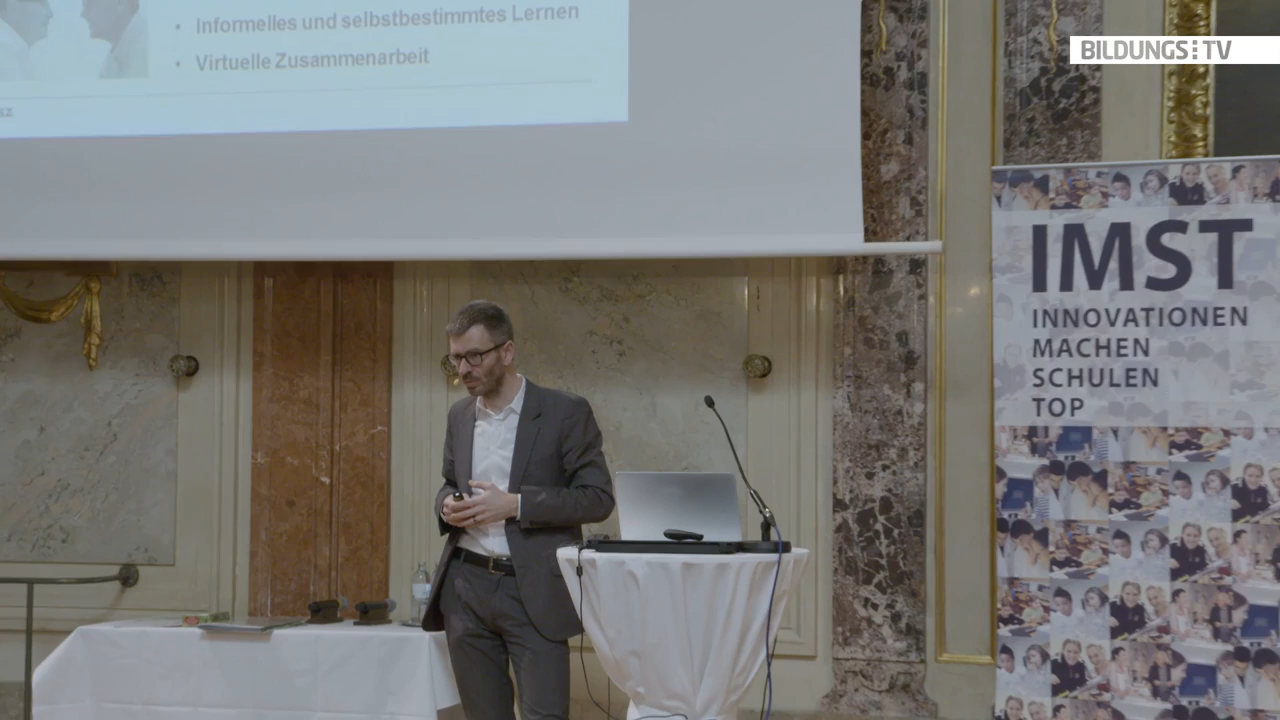 • Informelles und selbstbestimmtes Lernen
• Virtuelle Zusammenarbeit
BILDUNGS:TV
IMST
INNOVATIONEN
MACHEN
SCHULEN
TOP